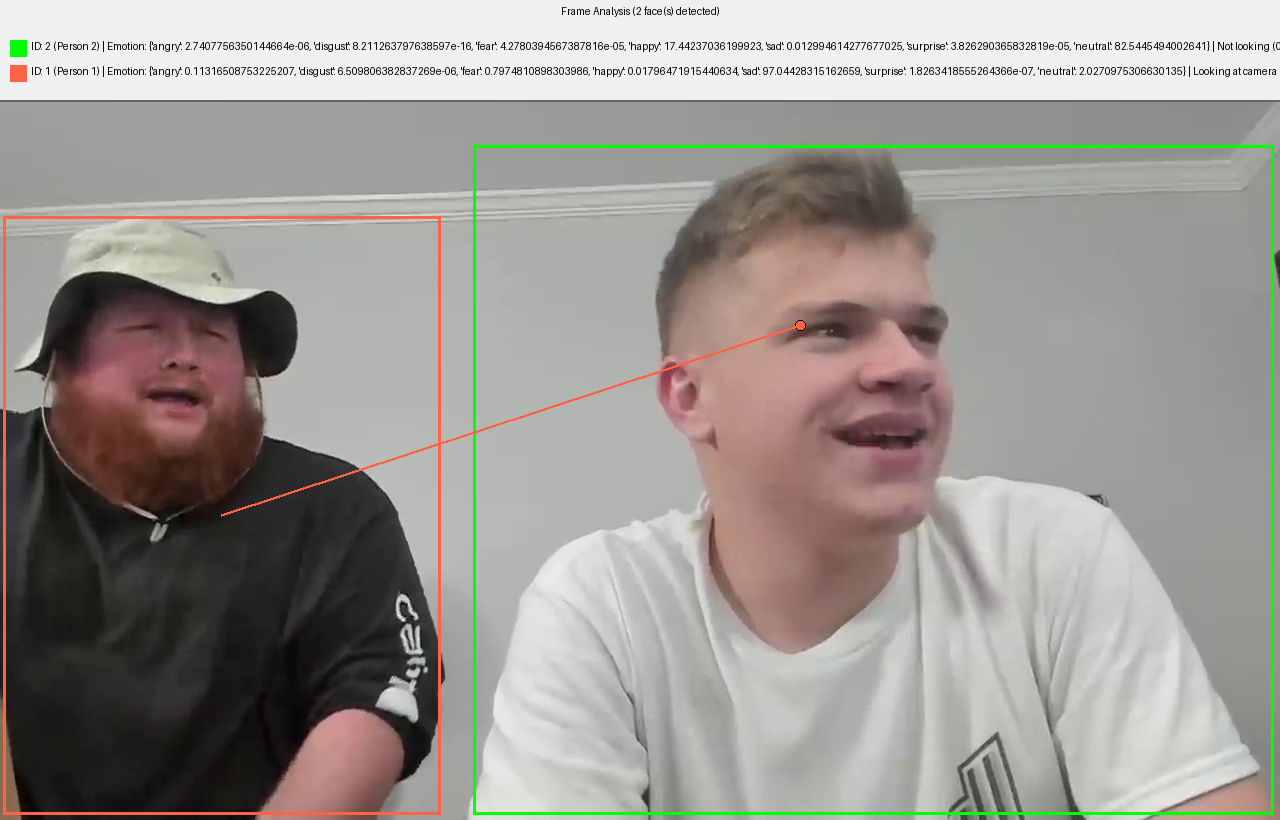 Frame Analysis (2 face(s) detected)
ID: 2 (Person 2) | Emotion: {'angry': 2.7407756350144664e-06, 'disgust': 8.211263797638597e-16, 'fear': 4.2780394567387816e-05, 'happy': 17.44237036199923, 'sad': 0.012994614277677025, 'surprise': 3.826290365832819e-05, 'neutral': 82.5445494002641} | Not looking (0
ID: 1 (Person 1) | Emotion: {'angry': 0.11316508753225207, 'disgust': 6.509806382837269e-06, 'fear': 0.7974810898303986, 'happy': 0.01796471915440634, 'sad': 97.04428315162659, 'surprise': 1.8263418555264366e-07, 'neutral': 2.0270975306630135} | Looking at camera